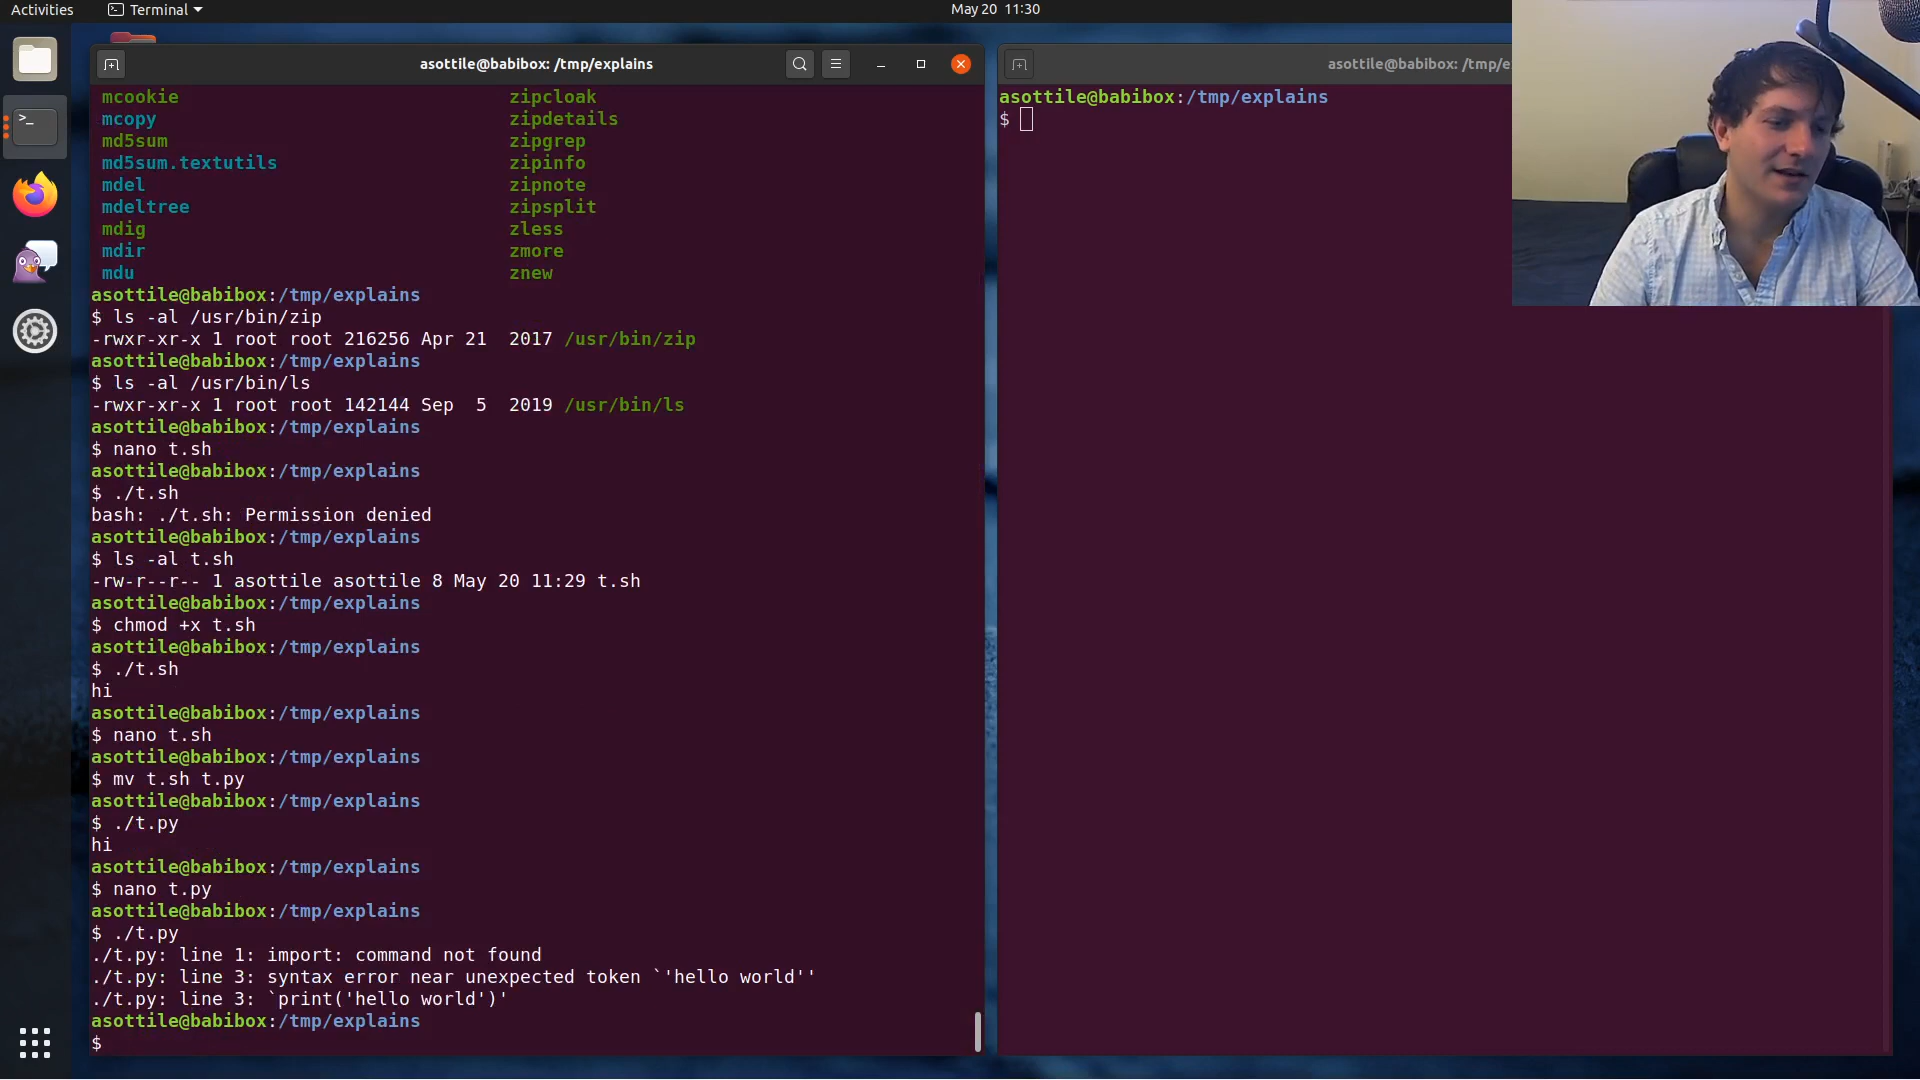 Activities
Terminal
May 20 11:30
asottile@babibox: /tmp/explains
mcookie zipcloak
mcopy zipdetails
md5sum zipgrep
md5sum.textutils zipinfo
mdel zipnote
mdeltree zipsplit
mdig zless
mdir zmore
mdu znew
asottile@babibox:/tmp/explains
$ ls -al /usr/bin/zip
-rwxr-xr-x 1 root root 216256 Apr 21 2017 /usr/bin/zip
asottile@babibox:/tmp/explains
$ ls -al /usr/bin/ls
-rwxr-xr-x 1 root root 142144 Sep 5 2019 /usr/bin/ls
asottile@babibox:/tmp/explains
$ nano t.sh
asottile@babibox:/tmp/explains
$ ./t.sh
bash: ./t.sh: Permission denied
asottile@babibox:/tmp/explains
$ ls -al t.sh
-rw-r--r-- 1 asottile asottile 8 May 20 11:29 t.sh
asottile@babibox:/tmp/explains
$ chmod +x t.sh
asottile@babibox:/tmp/explains
$ ./t.sh
hi
asottile@babibox:/tmp/explains
$ nano t.sh
asottile@babibox:/tmp/explains
$ mv t.sh t.py
asottile@babibox:/tmp/explains
$ ./t.py
hi
asottile@babibox:/tmp/explains
$ nano t.py
asottile@babibox:/tmp/explains
$ ./t.py
./t.py: line 1: import: command not found
./t.py: line 3: syntax error near unexpected token `'hello world''
./t.py: line 3: `print('hello world')'
asottile@babibox:/tmp/explains
$
asottile@babibox: /tmp/e
asottile@babibox:/tmp/explains
$